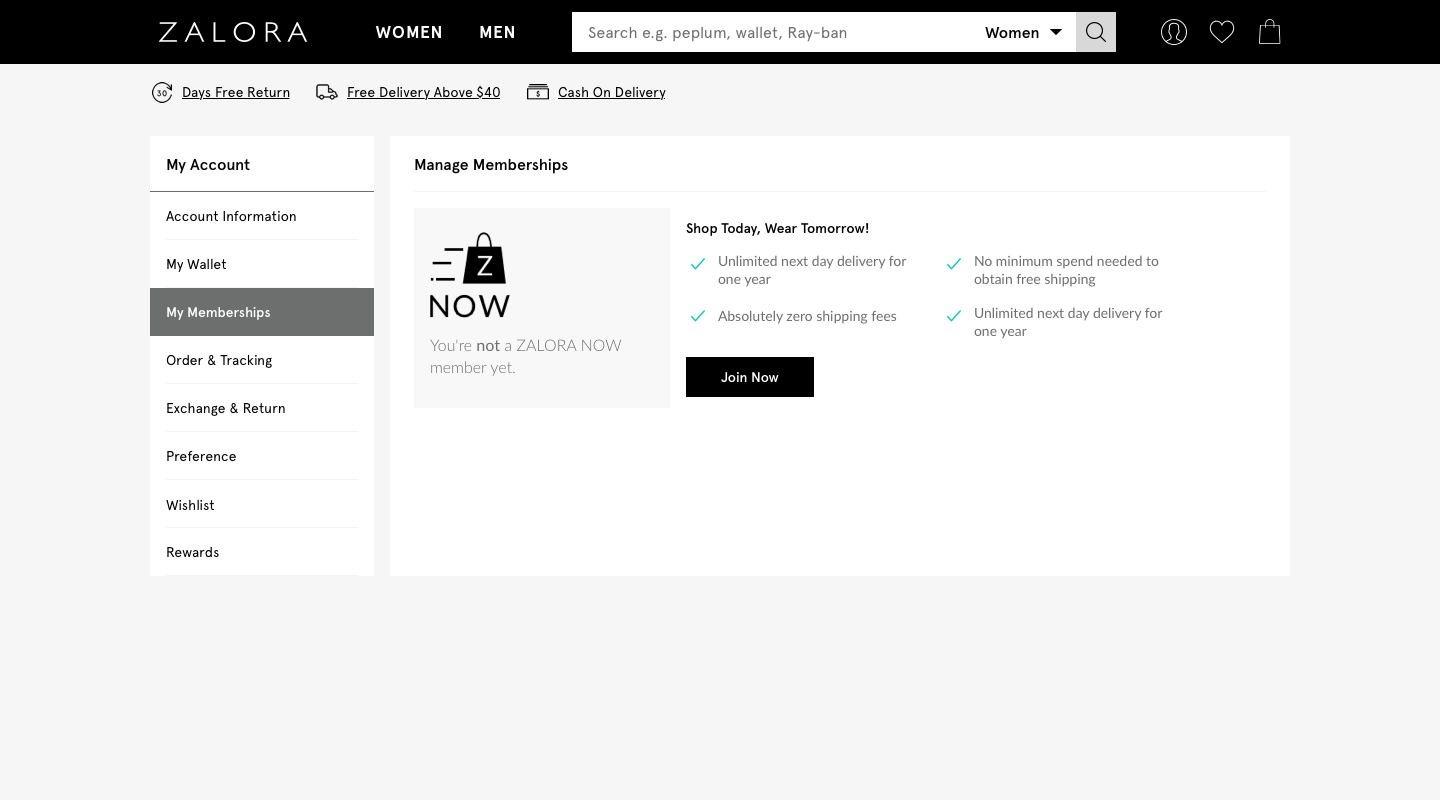 ZALORA
WOMEN
MEN
Search e.g. peplum, wallet, Ray-ban
Women
30
Days Free Return
Free Delivery Above $40
$
Cash On Delivery
My Account
Account Information
My Wallet
My Memberships
Order & Tracking
Exchange & Return
Preference
Wishlist
Rewards
Manage Memberships
Z
NOW
You're not a ZALORA NOW
member yet.
Shop Today, Wear Tomorrow!
Unlimited next day delivery for
one year
No minimum spend needed to
obtain free shipping
Absolutely zero shipping fees
Unlimited next day delivery for
one year
Join Now